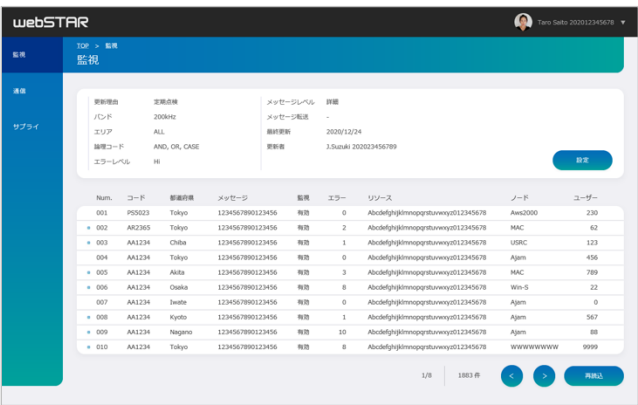 webSTAR
Taro Saito 202012345678 ▼
TOP > 監視
監視
監視
通信
サプライ
更新理由 定期点検 メッセージレベル 詳細
バンド 200kHz メッセージ転送 -
エリア ALL 最終更新 2020/12/24
論理コード AND, OR, CASE 更新者 J.Suzuki 202023456789
エラーレベル Hi
設定
Num. コード 都道府県 メッセージ 監視 エラー リソース ノード ユーザー
001 PS5023 Tokyo 1234567890123456 有効 0 Abcdefghijklmnopqrstuvwxyz012345678 Aws2000 230
002 AR2365 Tokyo 1234567890123456 有効 2 Abcdefghijklmnopqrstuvwxyz012345678 MAC 62
003 AA1234 Chiba 1234567890123456 有効 1 Abcdefghijklmnopqrstuvwxyz012345678 USRC 123
004 AA1234 Tokyo 1234567890123456 有効 0 Abcdefghijklmnopqrstuvwxyz012345678 Ajam 456
005 AA1234 Akita 1234567890123456 有効 3 Abcdefghijklmnopqrstuvwxyz012345678 MAC 789
006 AA1234 Osaka 1234567890123456 有効 8 Abcdefghijklmnopqrstuvwxyz012345678 Win-S 22
007 AA1234 Iwate 1234567890123456 有効 0 Abcdefghijklmnopqrstuvwxyz012345678 Ajam 0
008 AA1234 Kyoto 1234567890123456 有効 1 Abcdefghijklmnopqrstuvwxyz012345678 Ajam 567
009 AA1234 Nagano 1234567890123456 有効 10 Abcdefghijklmnopqrstuvwxyz012345678 Ajam 88
010 AA1234 Tokyo 1234567890123456 有効 8 Abcdefghijklmnopqrstuvwxyz012345678 WWWWWWWW 9999
1/8 1883 件 < > 再読込